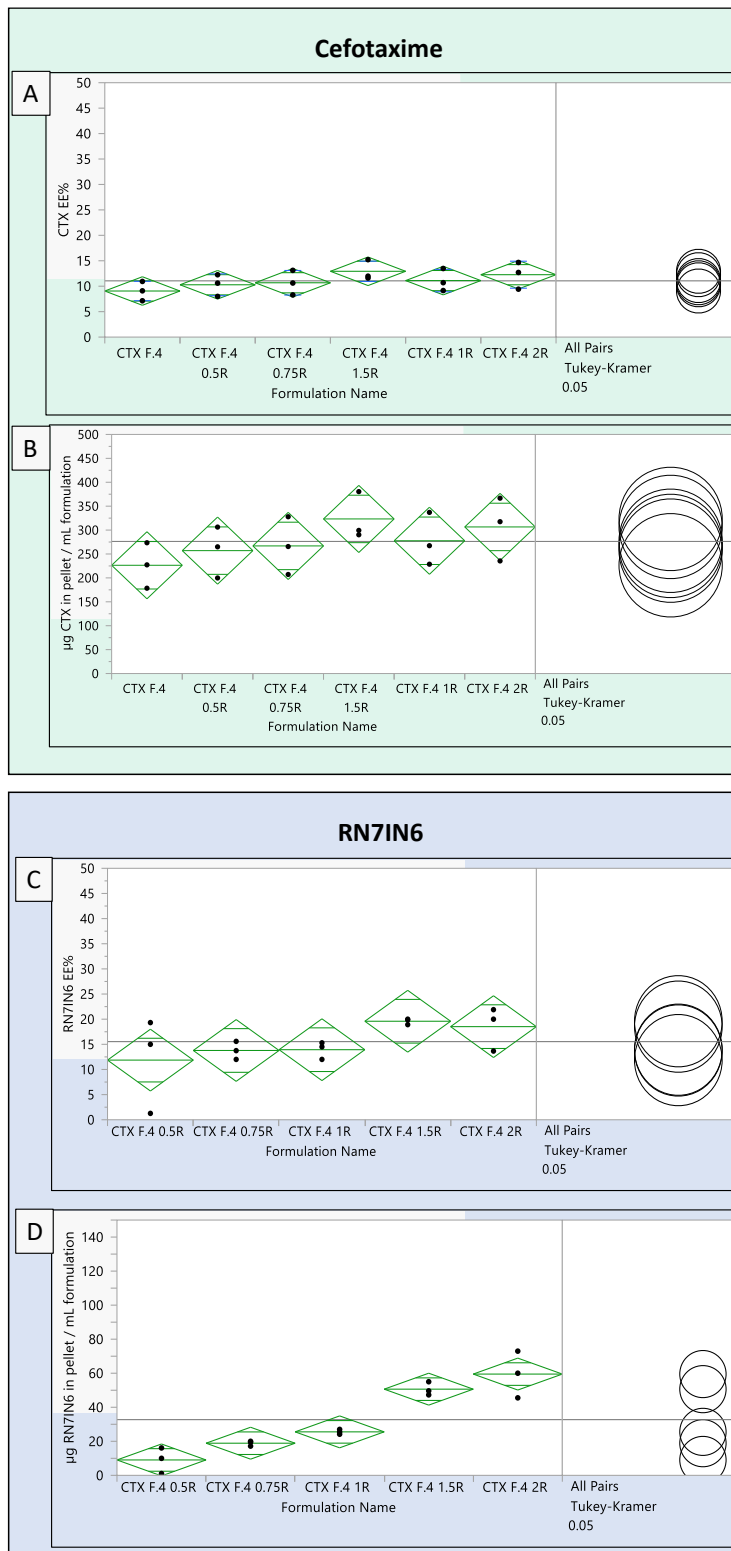 Cefotaxime
A
CTX EE%
50
45
40
35
30
25
20
15
10
5
0
CTX F.4
CTX F.4 0.5R
CTX F.4 0.75R
CTX F.4 1.5R
CTX F.4 1R
CTX F.4 2R
Formulation Name
All Pairs
Tukey-Kramer
0.05
B
µg CTX in pellet / mL formulation
500
450
400
350
300
250
200
150
100
50
0
CTX F.4
CTX F.4 0.5R
CTX F.4 0.75R
CTX F.4 1.5R
CTX F.4 1R
CTX F.4 2R
Formulation Name
All Pairs
Tukey-Kramer
0.05
RN7IN6
C
RN7IN6 EE%
50
45
40
35
30
25
20
15
10
5
0
CTX F.4 0.5R
CTX F.4 0.75R
CTX F.4 1R
CTX F.4 1.5R
CTX F.4 2R
Formulation Name
All Pairs
Tukey-Kramer
0.05
D
µg RN7IN6 in pellet / mL formulation
140
120
100
80
60
40
20
0
CTX F.4 0.5R
CTX F.4 0.75R
CTX F.4 1R
CTX F.4 1.5R
CTX F.4 2R
Formulation Name
All Pairs
Tukey-Kramer
0.05